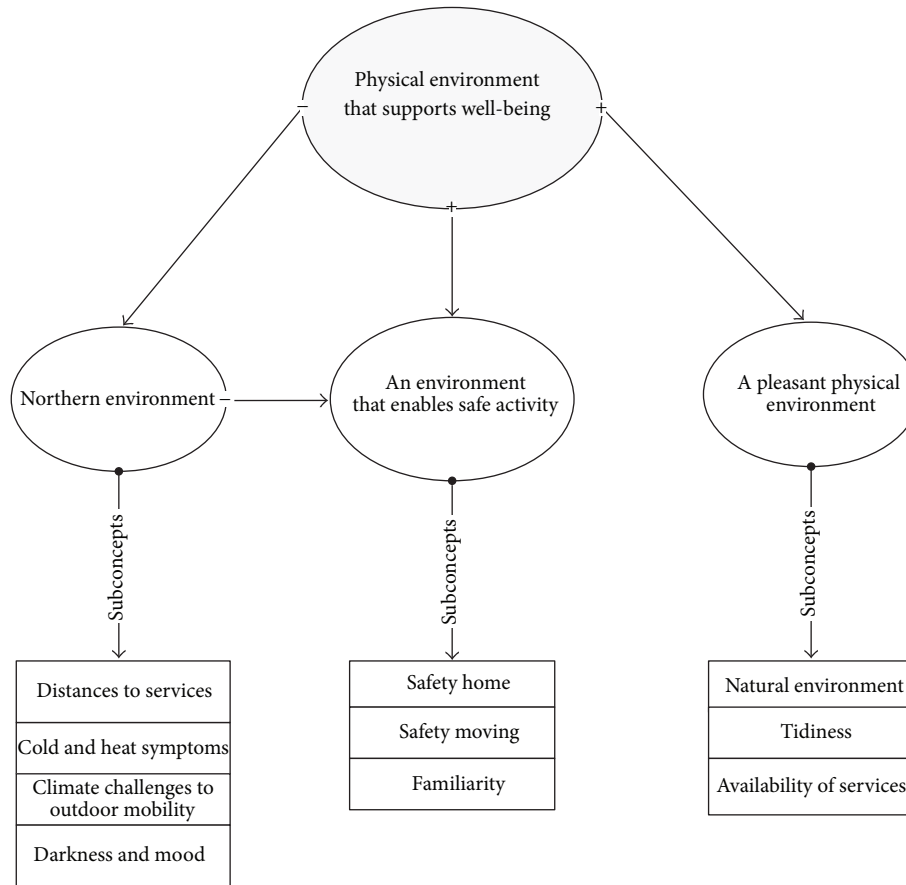 Physical environment
that supports well-being
−
+
+
Northern environment
−
An environment
that enables safe activity
A pleasant physical
environment
Subconcepts
Subconcepts
Subconcepts
Distances to services
Cold and heat symptoms
Climate challenges to
outdoor mobility
Darkness and mood
Safety home
Safety moving
Familiarity
Natural environment
Tidiness
Availability of services